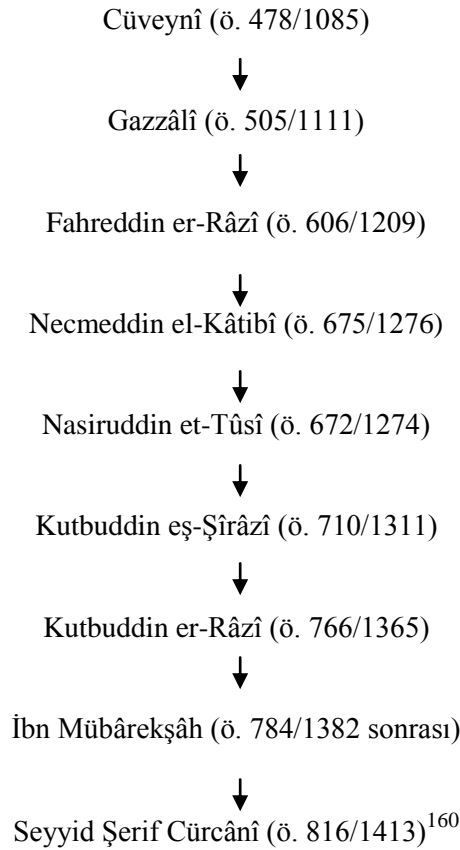 Cüveynî (ö. 478/1085)
Gazzâlî (ö. 505/1111)
Fahreddin er-Râzî (ö. 606/1209)
Necmeddin el-Kâtibî (ö. 675/1276)
Nasiruddin et-Tûsî (ö. 672/1274)
Kutbuddin eş-Şîrâzî (ö. 710/1311)
Kutbuddin er-Râzî (ö. 766/1365)
İbn Mübârekşâh (ö. 784/1382 sonrası)
Seyyid Şerif Cürcânî (ö. 816/1413)160